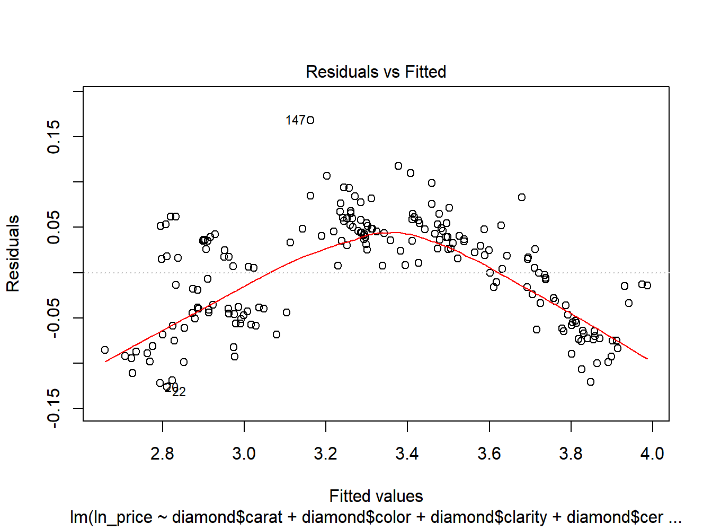 Residuals vs Fitted
Residuals
0.15
0.05
-0.05
-0.15
147
20
22
2.8 3.0 3.2 3.4 3.6 3.8 4.0
Fitted values
lm(ln_price ~ diamond$carat + diamond$color + diamond$clarity + diamond$cer ...